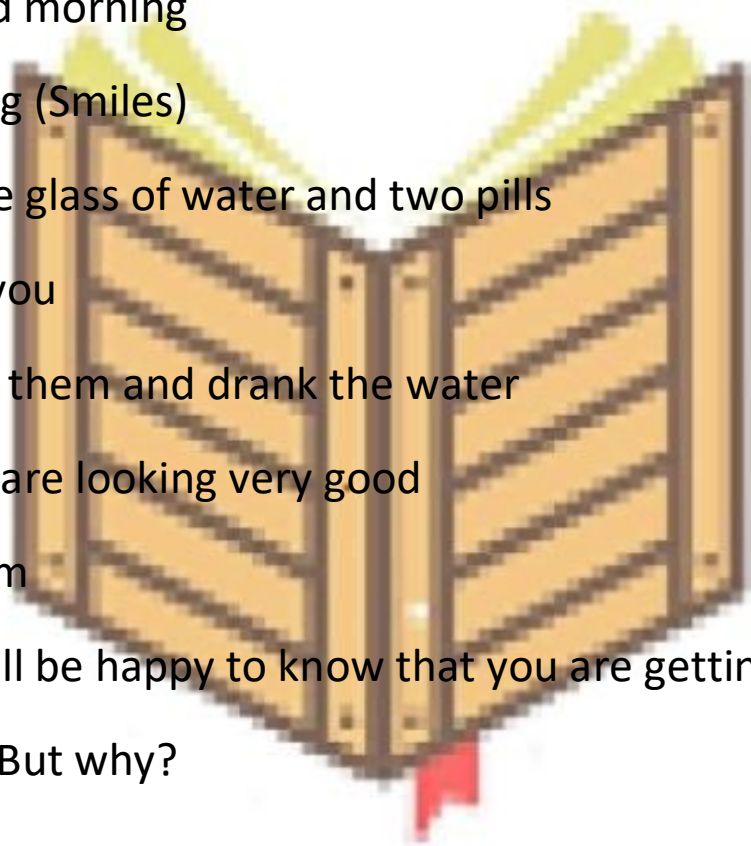 d morning
g (Smiles)
e glass of water and two pills
you
them and drank the water
are looking very good
m
ll be happy to know that you are gettin
But why?